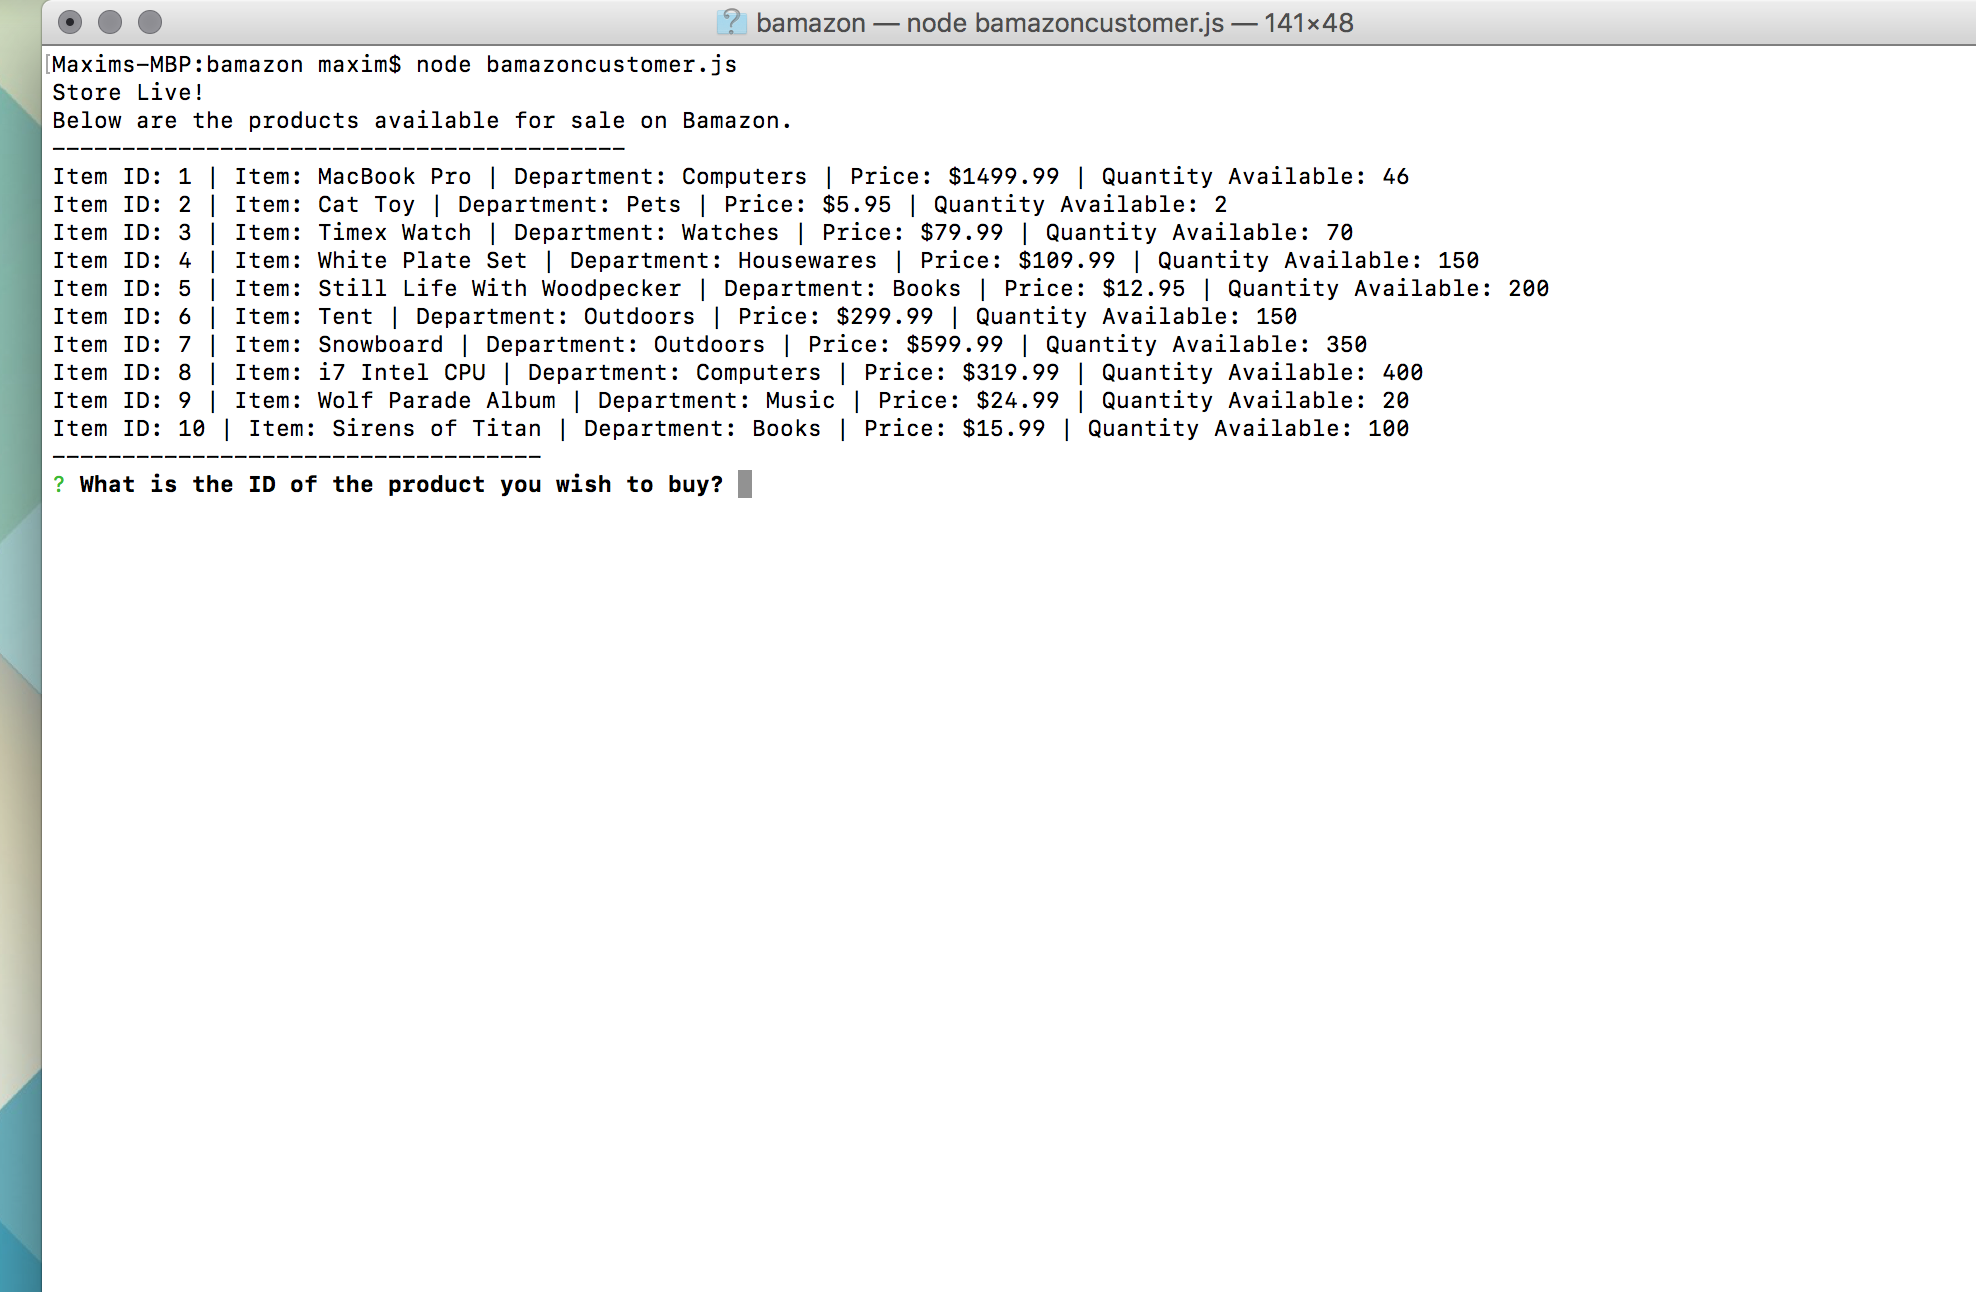 bamazon — node bamazoncustomer.js — 141×48
Maxims-MBP:bamazon maxim$ node bamazoncustomer.js
Store Live!
Below are the products available for sale on Bamazon.
-----------------------------------------
Item ID: 1 | Item: MacBook Pro | Department: Computers | Price: $1499.99 | Quantity Available: 46
Item ID: 2 | Item: Cat Toy | Department: Pets | Price: $5.95 | Quantity Available: 2
Item ID: 3 | Item: Timex Watch | Department: Watches | Price: $79.99 | Quantity Available: 70
Item ID: 4 | Item: White Plate Set | Department: Housewares | Price: $109.99 | Quantity Available: 150
Item ID: 5 | Item: Still Life With Woodpecker | Department: Books | Price: $12.95 | Quantity Available: 200
Item ID: 6 | Item: Tent | Department: Outdoors | Price: $299.99 | Quantity Available: 150
Item ID: 7 | Item: Snowboard | Department: Outdoors | Price: $599.99 | Quantity Available: 350
Item ID: 8 | Item: i7 Intel CPU | Department: Computers | Price: $319.99 | Quantity Available: 400
Item ID: 9 | Item: Wolf Parade Album | Department: Music | Price: $24.99 | Quantity Available: 20
Item ID: 10 | Item: Sirens of Titan | Department: Books | Price: $15.99 | Quantity Available: 100
-----------------------------------
? What is the ID of the product you wish to buy?